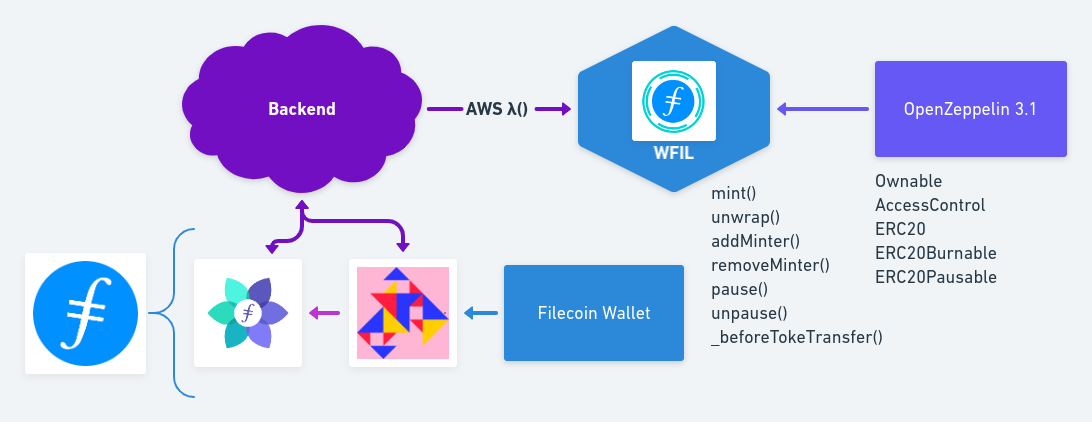 Backend
AWS λ()
WFIL
OpenZeppelin 3.1
mint()
unwrap()
addMinter()
removeMinter()
pause()
unpause()
_beforeTokeTransfer()
Ownable
AccessControl
ERC20
ERC20Burnable
ERC20Pausable
Filecoin Wallet